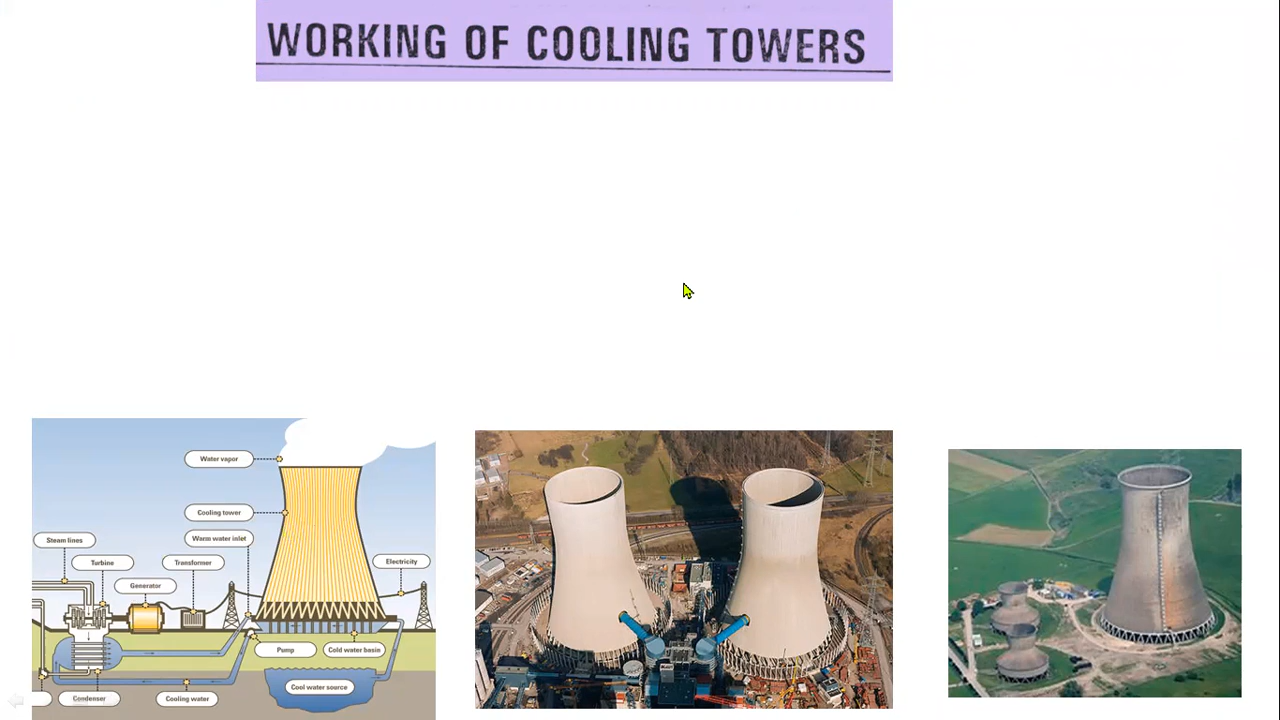 WORKING OF COOLING TOWERS
Water vapor
Cooling tower
Warm water inlet
Steam lines
Turbine
Transformer
Electricity
Generator
Pump
Cold water basin
Cool water source
Condenser
Cooling water